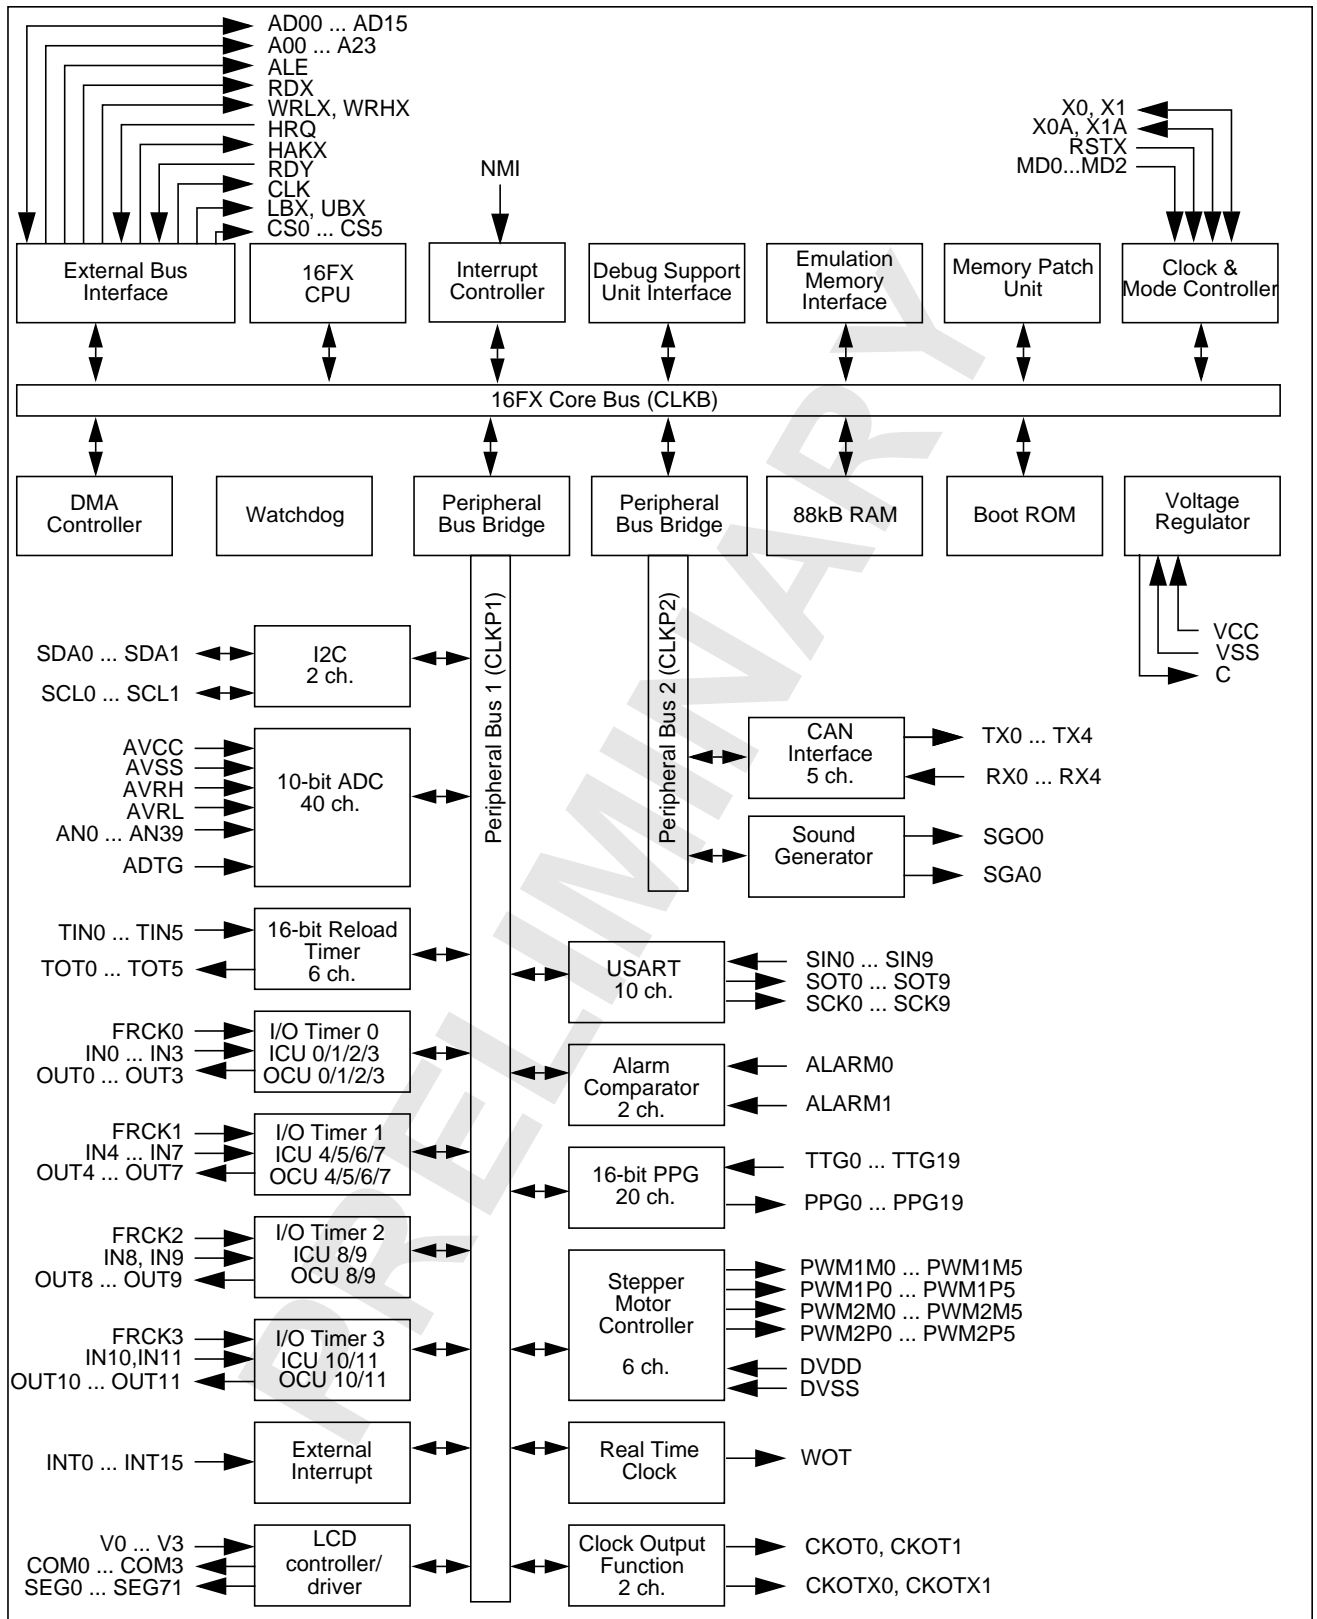 AD00 ... AD15
A00 ... A23
ALE
RDX
WRLX, WRHX
HRQ
HAKX
RDY
CLK
LBX, UBX
CS0 ... CS5
NMI
X0, X1
X0A, X1A
RSTX
MD0...MD2
External Bus
Interface
16FX
CPU
Interrupt
Controller
Debug Support
Unit Interface
Emulation
Memory
Interface
Memory Patch
Unit
Clock &
Mode Controller
16FX Core Bus (CLKB)
DMA
Controller
Watchdog
Peripheral
Bus Bridge
Peripheral
Bus Bridge
88kB RAM
Boot ROM
Voltage
Regulator
VCC
VSS
C
Peripheral Bus 1 (CLKP1)
Peripheral Bus 2 (CLKP2)
SDA0 ... SDA1
SCL0 ... SCL1
I2C
2 ch.
AVCC
AVSS
AVRH
AVRL
AN0 ... AN39
ADTG
10-bit ADC
40 ch.
CAN
Interface
5 ch.
TX0 ... TX4
RX0 ... RX4
Sound
Generator
SGO0
SGA0
TIN0 ... TIN5
TOT0 ... TOT5
16-bit Reload
Timer
6 ch.
USART
10 ch.
SIN0 ... SIN9
SOT0 ... SOT9
SCK0 ... SCK9
FRCK0
IN0 ... IN3
OUT0 ... OUT3
I/O Timer 0
ICU 0/1/2/3
OCU 0/1/2/3
Alarm
Comparator
2 ch.
ALARM0
ALARM1
FRCK1
IN4 ... IN7
OUT4 ... OUT7
I/O Timer 1
ICU 4/5/6/7
OCU 4/5/6/7
16-bit PPG
20 ch.
TTG0 ... TTG19
PPG0 ... PPG19
FRCK2
IN8, IN9
OUT8 ... OUT9
I/O Timer 2
ICU 8/9
OCU 8/9
Stepper
Motor
Controller
6 ch.
PWM1M0 ... PWM1M5
PWM1P0 ... PWM1P5
PWM2M0 ... PWM2M5
PWM2P0 ... PWM2P5
DVDD
DVSS
FRCK3
IN10,IN11
OUT10 ... OUT11
I/O Timer 3
ICU 10/11
OCU 10/11
INT0 ... INT15
External
Interrupt
Real Time
Clock
WOT
V0 ... V3
COM0 ... COM3
SEG0 ... SEG71
LCD
controller/
driver
Clock Output
Function
2 ch.
CKOT0, CKOT1
CKOTX0, CKOTX1
PRELIMINARY